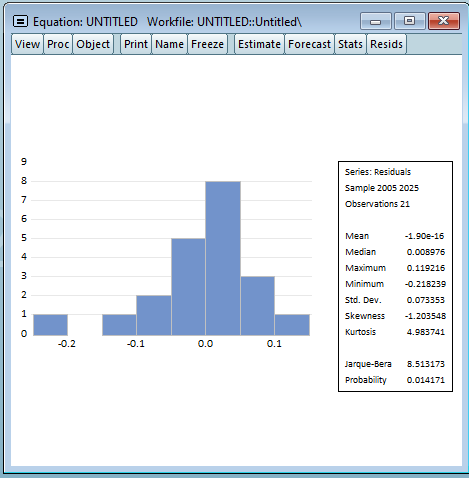 Equation: UNTITLED Workfile: UNTITLED::Untitled\
View Proc Object Print Name Freeze Estimate Forecast Stats Resids
9
8
7
6
5
4
3
2
1
0
-0.2 -0.1 0.0 0.1
Series: Residuals
Sample 2005 2025
Observations 21
Mean -1.90e-16
Median 0.008976
Maximum 0.119216
Minimum -0.218239
Std. Dev. 0.073353
Skewness -1.203548
Kurtosis 4.983741
Jarque-Bera 8.513173
Probability 0.014171